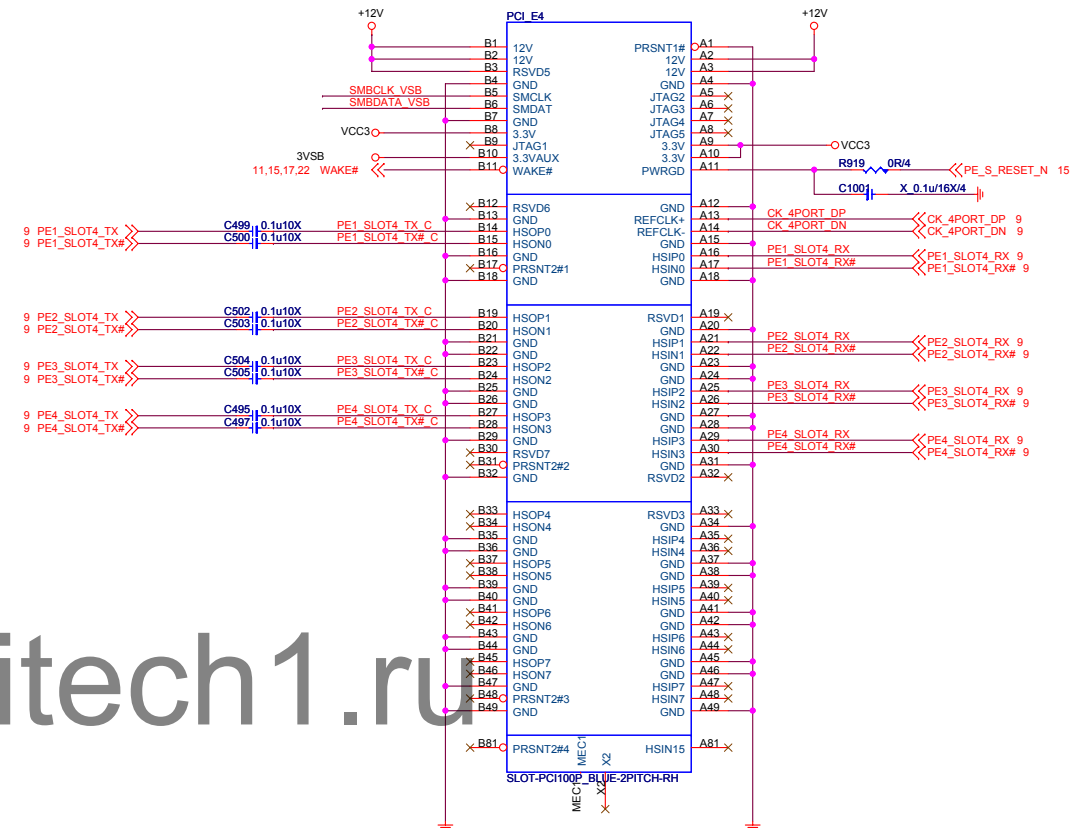 +12V +12V
PCI_E4
B1 12V PRSNT1# A1
B2 12V 12V A2
B3 RSVD5 12V A3
B4 GND GND A4
SMBCLK_VSB B5 SMCLK JTAG2 A5
SMBDATA_VSB B6 SMDAT JTAG3 A6
B7 GND JTAG4 A7
VCC3 B8 3.3V JTAG5 A8
B9 JTAG1 3.3V A9 VCC3
3VSB B10 3.3VAUX 3.3V A10
11,15,17,22 WAKE# B11 WAKE# PWRGD A11 R919 0R/4 PE_S_RESET_N 15
C1001 X_0.1u/16X/4
B12 RSVD6 GND A12
B13 GND REFCLK+ A13 CK_4PORT_DP CK_4PORT_DP 9
9 PE1_SLOT4_TX C499 0.1u10X PE1_SLOT4_TX_C B14 HSOP0 REFCLK- A14 CK_4PORT_DN CK_4PORT_DN 9
9 PE1_SLOT4_TX# C500 0.1u10X PE1_SLOT4_TX#_C B15 HSON0 GND A15
B16 GND HSIP0 A16 PE1_SLOT4_RX PE1_SLOT4_RX 9
B17 PRSNT2#1 HSIN0 A17 PE1_SLOT4_RX# PE1_SLOT4_RX# 9
B18 GND GND A18
9 PE2_SLOT4_TX C502 0.1u10X PE2_SLOT4_TX_C B19 HSOP1 RSVD1 A19
9 PE2_SLOT4_TX# C503 0.1u10X PE2_SLOT4_TX#_C B20 HSON1 GND A20
B21 GND HSIP1 A21 PE2_SLOT4_RX PE2_SLOT4_RX 9
B22 GND HSIN1 A22 PE2_SLOT4_RX# PE2_SLOT4_RX# 9
9 PE3_SLOT4_TX C504 0.1u10X PE3_SLOT4_TX_C B23 HSOP2 GND A23
9 PE3_SLOT4_TX# C505 0.1u10X PE3_SLOT4_TX#_C B24 HSON2 GND A24
B25 GND HSIP2 A25 PE3_SLOT4_RX PE3_SLOT4_RX 9
B26 GND HSIN2 A26 PE3_SLOT4_RX# PE3_SLOT4_RX# 9
9 PE4_SLOT4_TX C495 0.1u10X PE4_SLOT4_TX_C B27 HSOP3 GND A27
9 PE4_SLOT4_TX# C497 0.1u10X PE4_SLOT4_TX#_C B28 HSON3 GND A28
B29 GND HSIP3 A29 PE4_SLOT4_RX PE4_SLOT4_RX 9
B30 RSVD7 HSIN3 A30 PE4_SLOT4_RX# PE4_SLOT4_RX# 9
B31 PRSNT2#2 GND A31
B32 GND RSVD2 A32
B33 HSOP4 RSVD3 A33
B34 HSON4 GND A34
B35 GND HSIP4 A35
B36 GND HSIN4 A36
B37 HSOP5 GND A37
B38 HSON5 GND A38
B39 GND HSIP5 A39
B40 GND HSIN5 A40
B41 HSOP6 GND A41
B42 HSON6 GND A42
B43 GND HSIP6 A43
B44 GND HSIN6 A44
B45 HSOP7 GND A45
B46 HSON7 GND A46
B47 GND HSIP7 A47
B48 PRSNT2#3 HSIN7 A48
B49 GND GND A49
itech1.ru
B81 PRSNT2#4 MEC1 X2 HSIN15 A81
SLOT-PCI100P_BLUE-2PITCH-RH
MEC1 X2